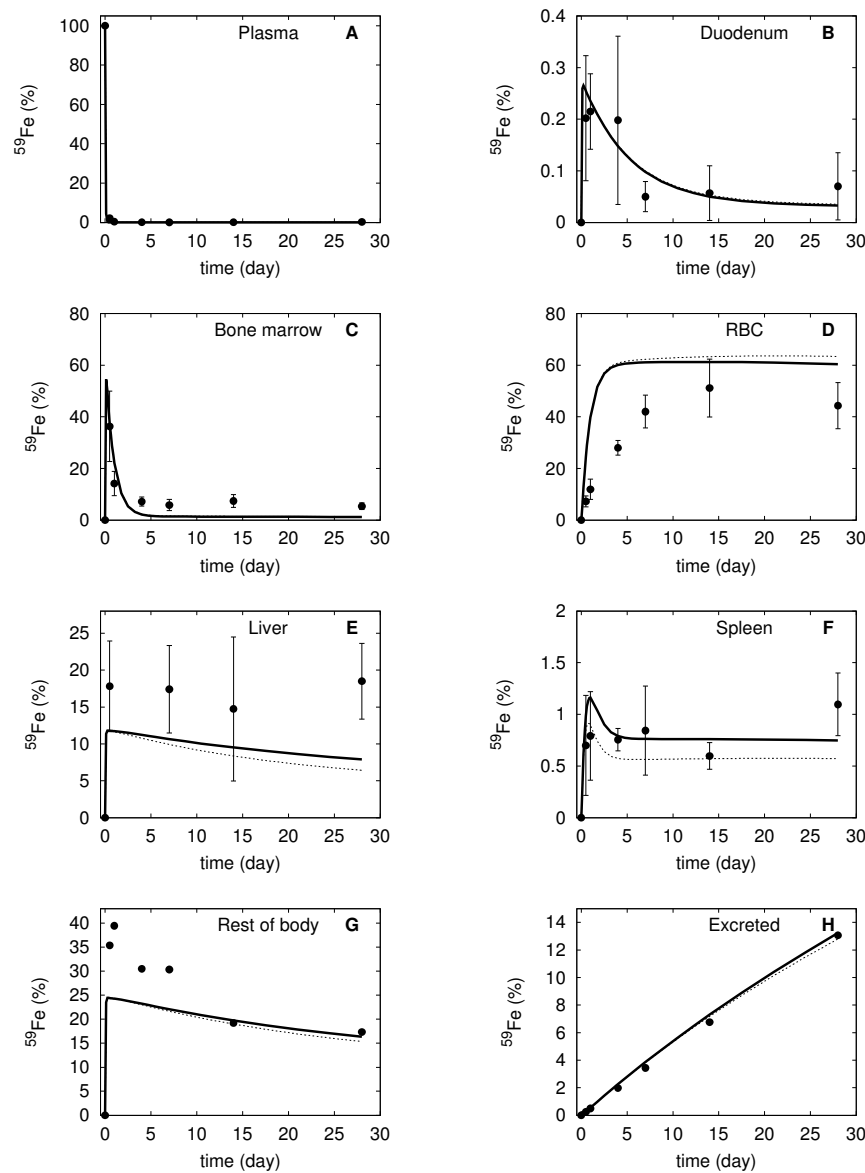 Plasma A
100
80
60
40
20
0
⁵⁹Fe (%)
0 5 10 15 20 25 30
time (day)
Duodenum B
0.4
0.3
0.2
0.1
0
⁵⁹Fe (%)
0 5 10 15 20 25 30
time (day)
Bone marrow C
80
60
40
20
0
⁵⁹Fe (%)
0 5 10 15 20 25 30
time (day)
RBC D
80
60
40
20
0
⁵⁹Fe (%)
0 5 10 15 20 25 30
time (day)
Liver E
25
20
15
10
5
0
⁵⁹Fe (%)
0 5 10 15 20 25 30
time (day)
Spleen F
2
1.5
1
0.5
0
⁵⁹Fe (%)
0 5 10 15 20 25 30
time (day)
Rest of body G
40
35
30
25
20
15
10
5
0
⁵⁹Fe (%)
0 5 10 15 20 25 30
time (day)
Excreted H
14
12
10
8
6
4
2
0
⁵⁹Fe (%)
0 5 10 15 20 25 30
time (day)